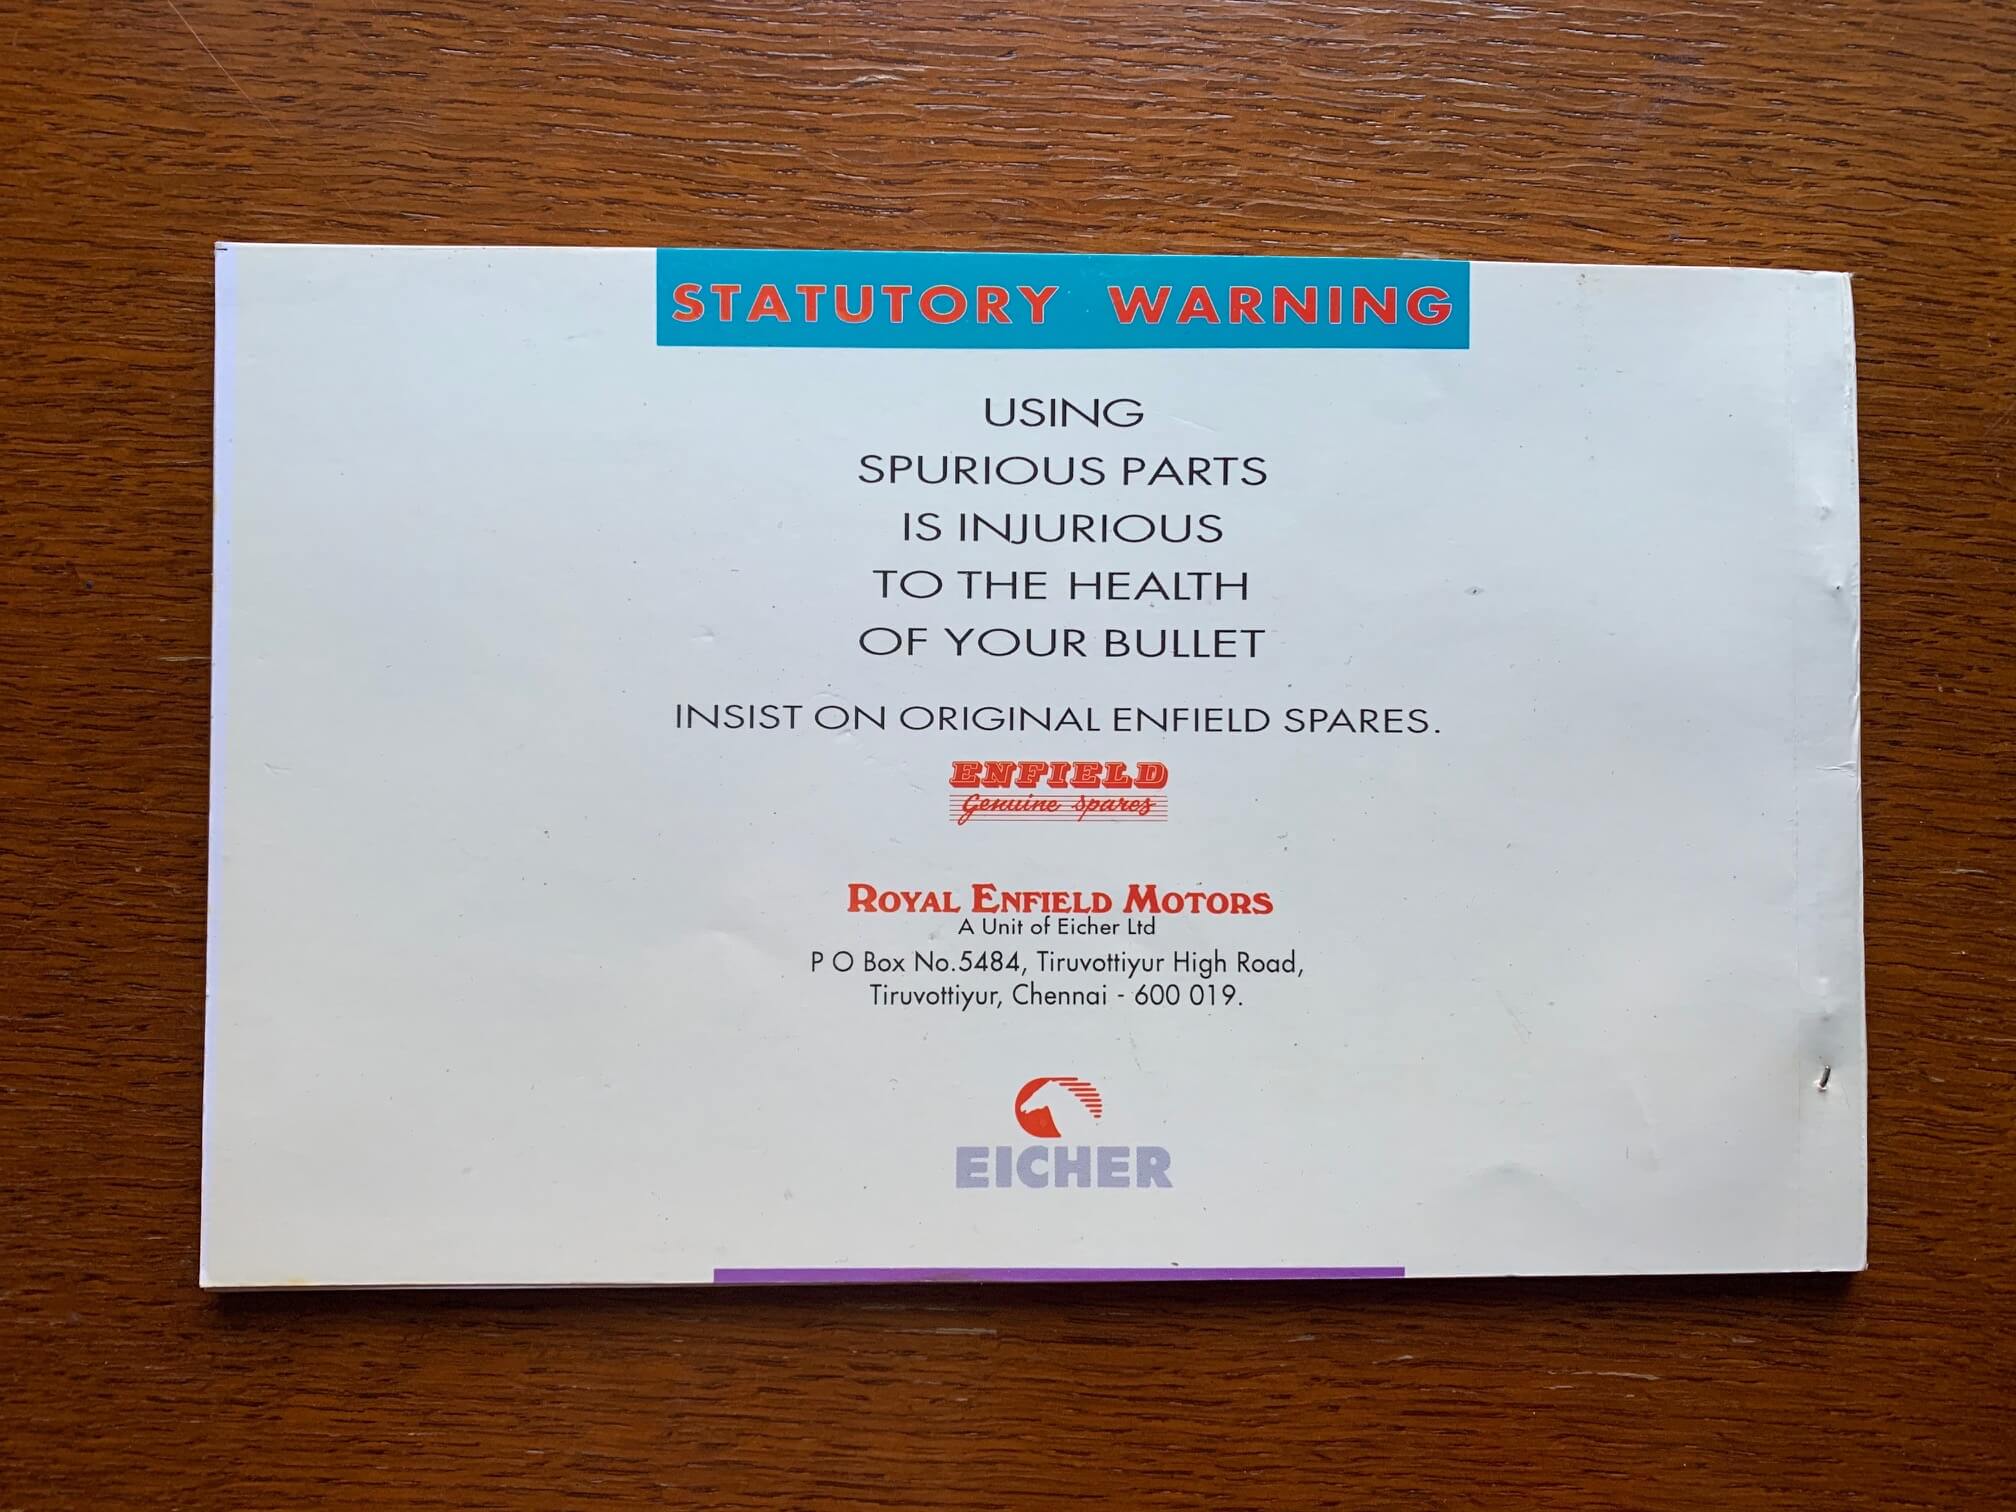 STATUTORY WARNING
USING
SPURIOUS PARTS
IS INJURIOUS
TO THE HEALTH
OF YOUR BULLET
INSIST ON ORIGINAL ENFIELD SPARES.
ENFIELD
Genuine spares
ROYAL ENFIELD MOTORS
A Unit of Eicher Ltd
P O Box No.5484, Tiruvottiyur High Road,
Tiruvottiyur, Chennai - 600 019.
EICHER